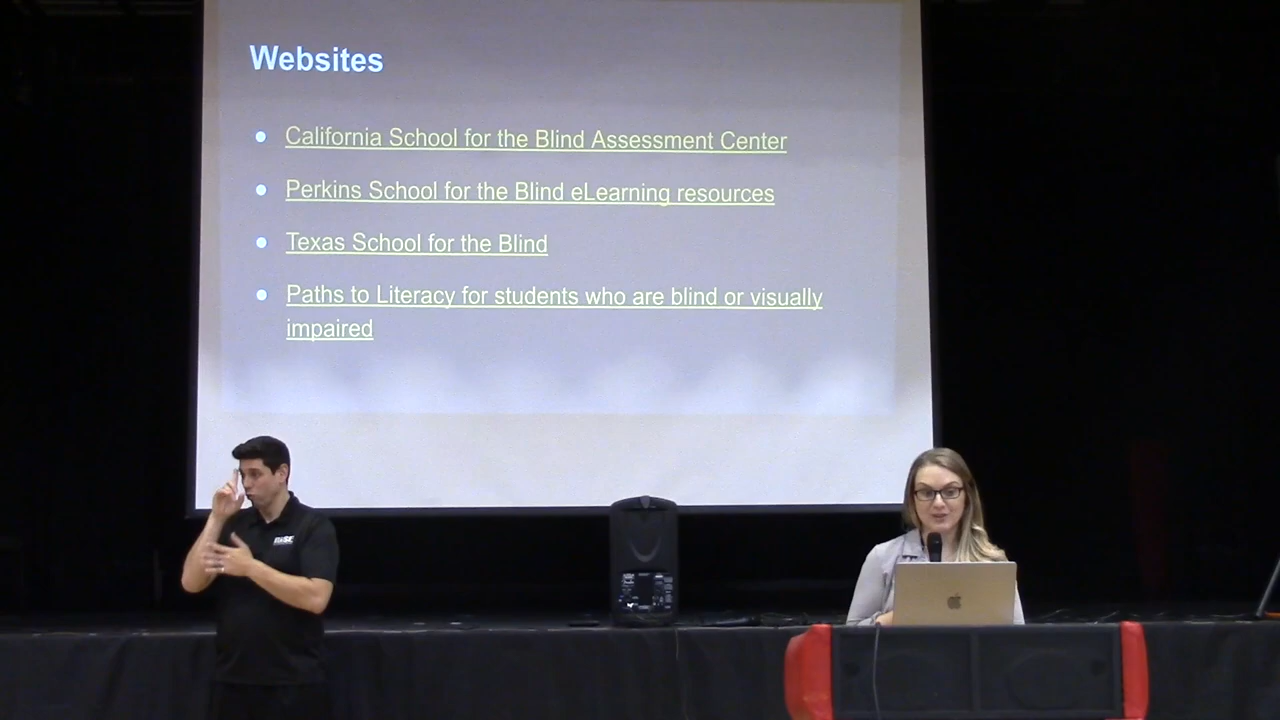 Websites
California School for the Blind Assessment Center
Perkins School for the Blind eLearning resources
Texas School for the Blind
Paths to Literacy for students who are blind or visually
impaired